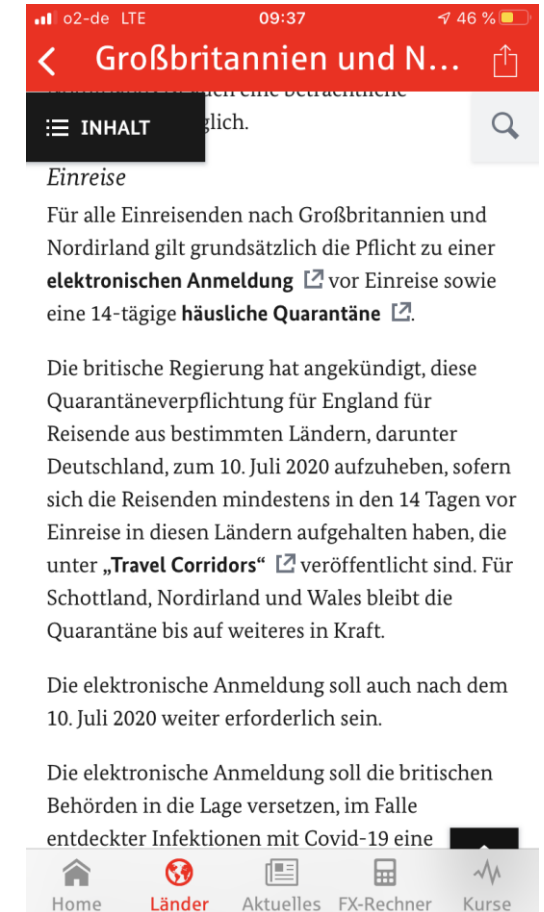 o2-de LTE 09:37 46 %
Großbritannien und N...
INHALT
glich.
Einreise
Für alle Einreisenden nach Großbritannien und
Nordirland gilt grundsätzlich die Pflicht zu einer
elektronischen Anmeldung vor Einreise sowie
eine 14-tägige häusliche Quarantäne.
Die britische Regierung hat angekündigt, diese
Quarantäneverpflichtung für England für
Reisende aus bestimmten Ländern, darunter
Deutschland, zum 10. Juli 2020 aufzuheben, sofern
sich die Reisenden mindestens in den 14 Tagen vor
Einreise in diesen Ländern aufgehalten haben, die
unter „Travel Corridors“ veröffentlicht sind. Für
Schottland, Nordirland und Wales bleibt die
Quarantäne bis auf weiteres in Kraft.
Die elektronische Anmeldung soll auch nach dem
10. Juli 2020 weiter erforderlich sein.
Die elektronische Anmeldung soll die britischen
Behörden in die Lage versetzen, im Falle
entdeckter Infektionen mit Covid-19 eine
Home Länder Aktuelles FX-Rechner Kurse